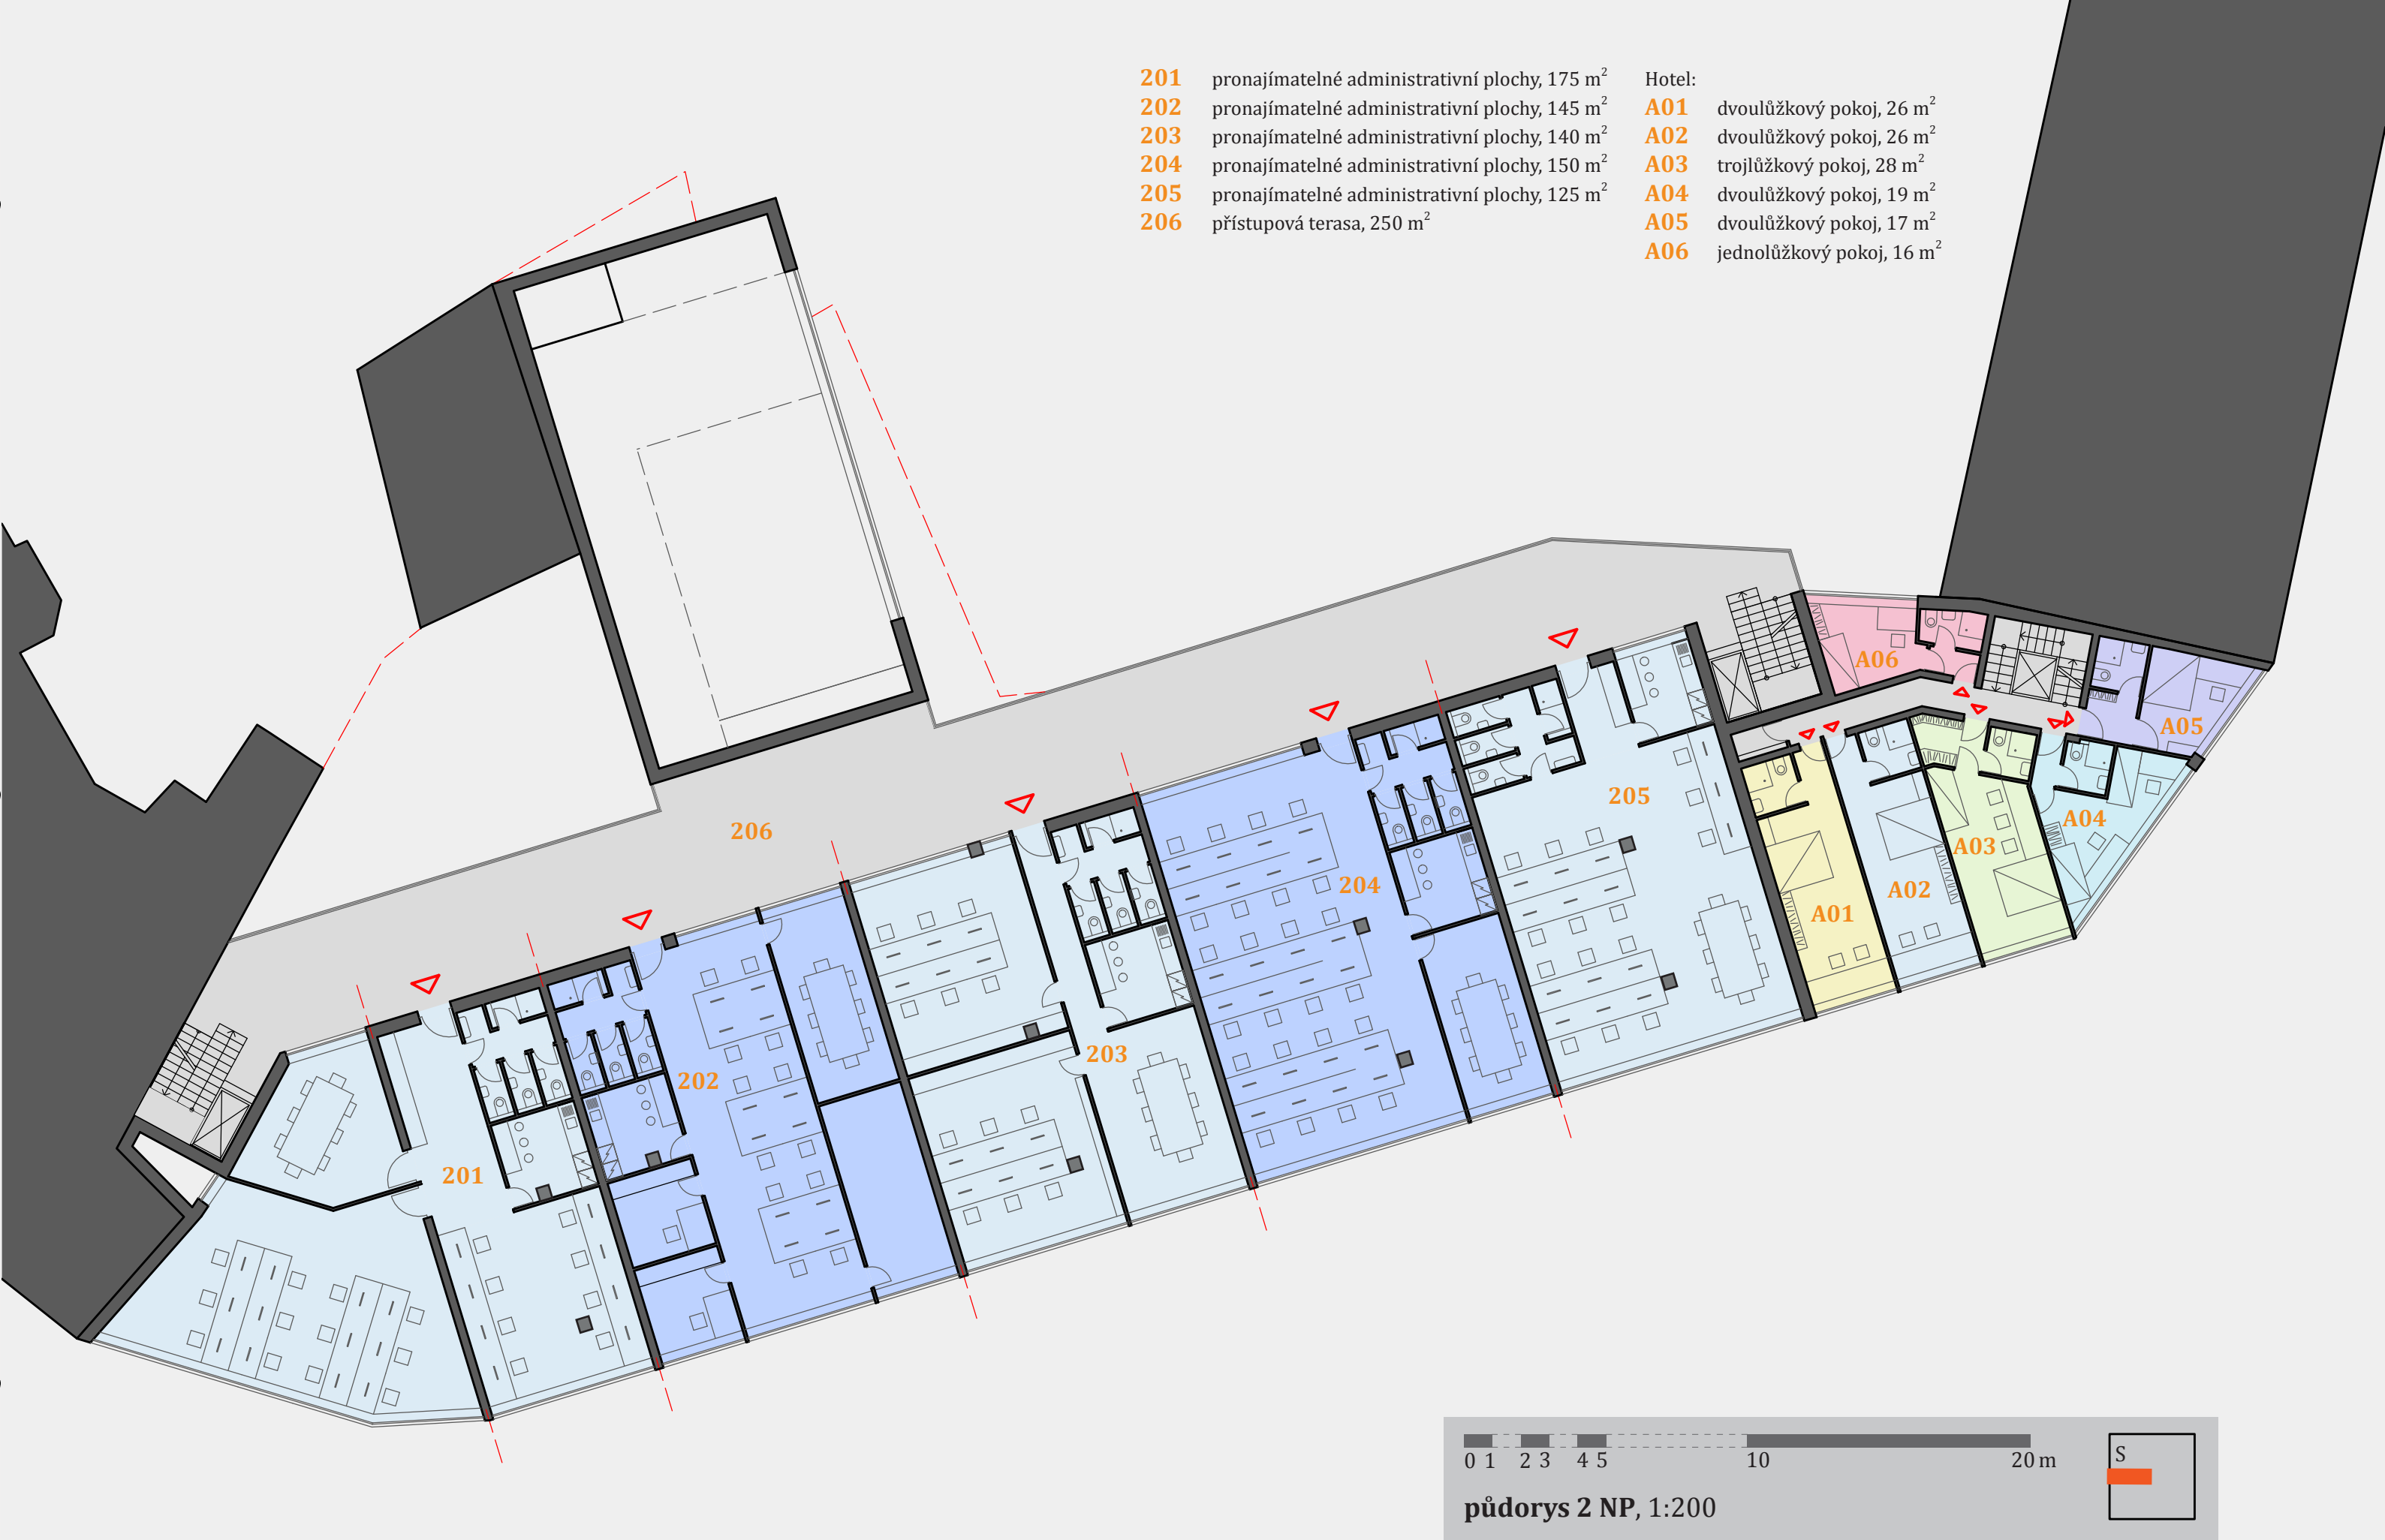 201 pronajímatelné administrativní plochy, 175 m²
202 pronajímatelné administrativní plochy, 145 m²
203 pronajímatelné administrativní plochy, 140 m²
204 pronajímatelné administrativní plochy, 150 m²
205 pronajímatelné administrativní plochy, 125 m²
206 přístupová terasa, 250 m²
Hotel:
A01 dvoulůžkový pokoj, 26 m²
A02 dvoulůžkový pokoj, 26 m²
A03 trojlůžkový pokoj, 28 m²
A04 dvoulůžkový pokoj, 19 m²
A05 dvoulůžkový pokoj, 17 m²
A06 jednolůžkový pokoj, 16 m²
A06
A05
205
A04
206
A03
204
A02
A01
203
202
201
0 1 2 3 4 5 10 20 m
S
půdorys 2 NP, 1:200